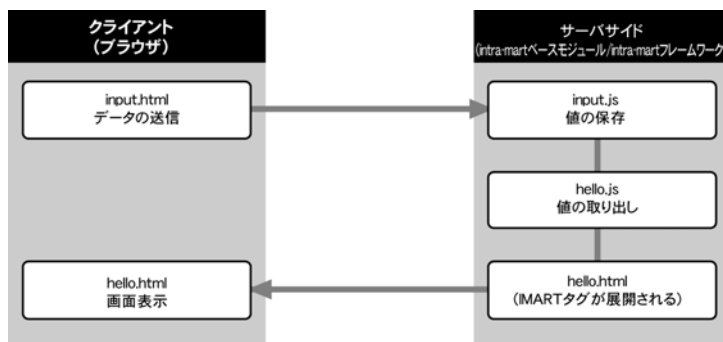 クライアント
(ブラウザ)
サーバサイド
(intra-martベースモジュール/intra-martフレームワーク
input.html
データの送信
input.js
値の保存
hello.js
値の取り出し
hello.html
画面表示
hello.html
(IMARTタグが展開される)